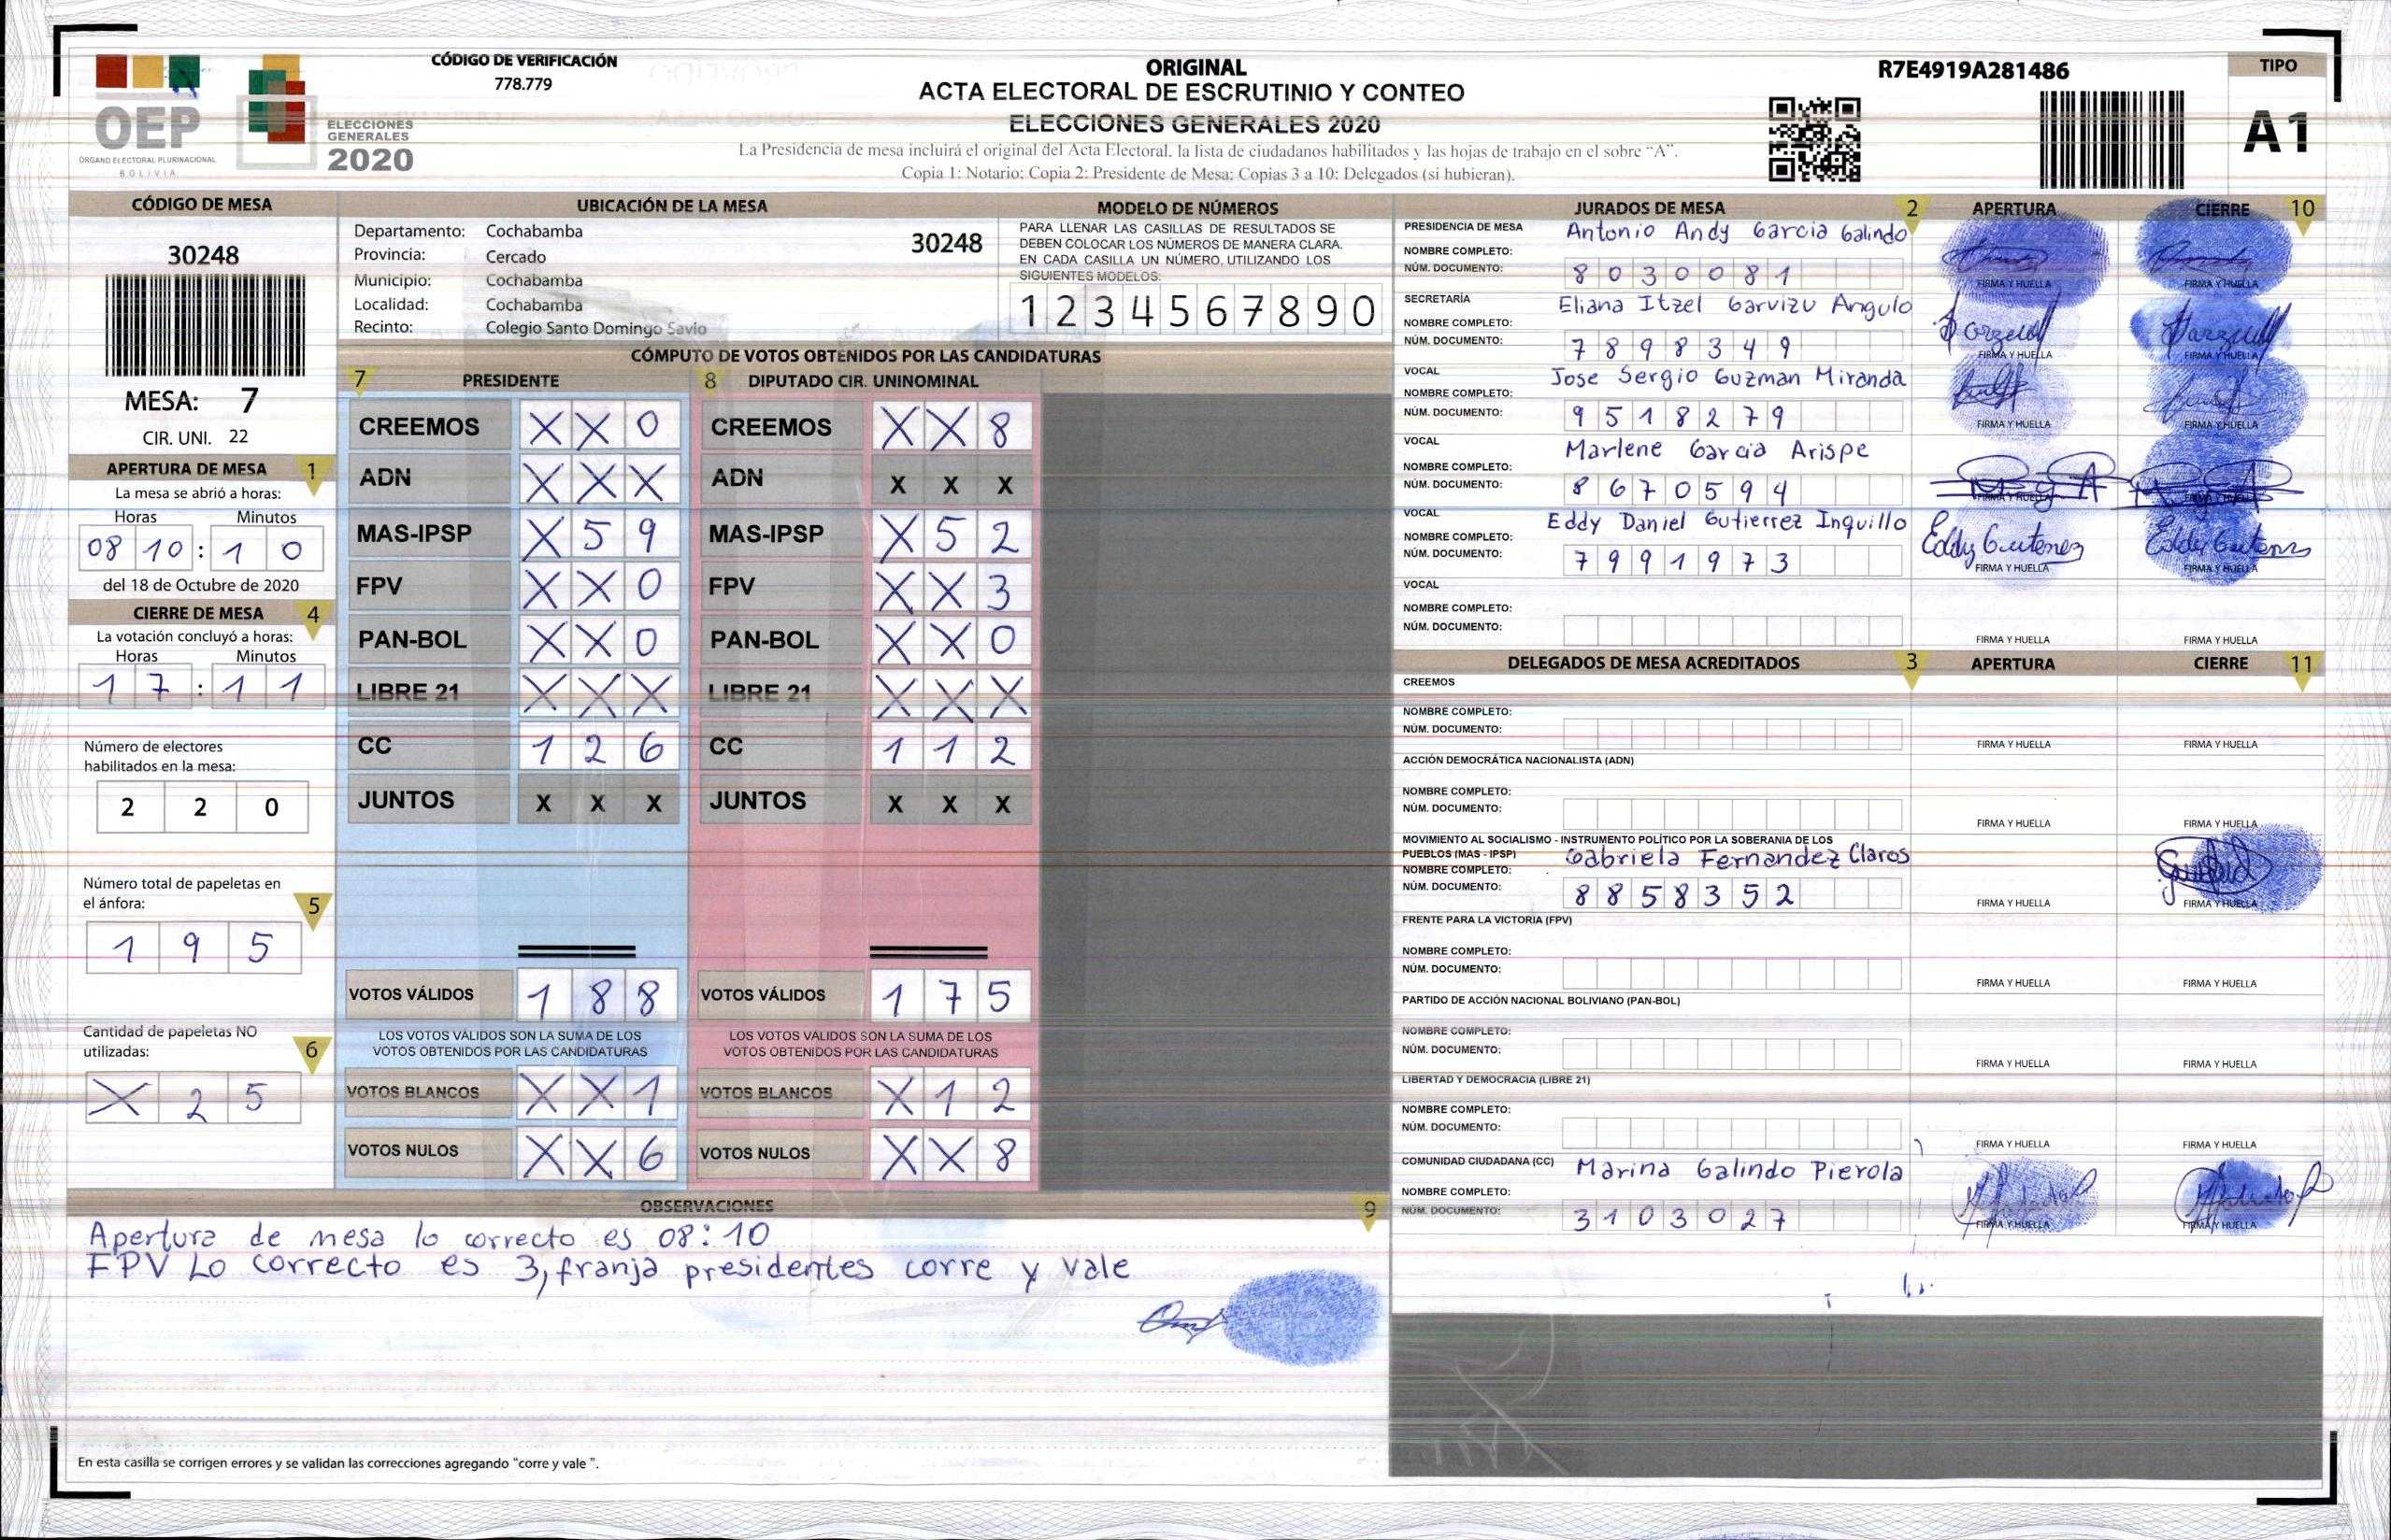 OEP
ÓRGANO ELECTORAL PLURINACIONAL
BOLIVIA
ELECCIONES
GENERALES
2020
CÓDIGO DE VERIFICACIÓN
778.779
ORIGINAL
ACTA ELECTORAL DE ESCRUTINIO Y CONTEO
ELECCIONES GENERALES 2020
La Presidencia de mesa incluirá el original del Acta Electoral, la lista de ciudadanos habilitados y las hojas de trabajo en el sobre “A”.
Copia 1: Notario; Copia 2: Presidente de Mesa; Copias 3 a 10: Delegados (si hubieran).
R7E4919A281486
TIPO
A1
CÓDIGO DE MESA
30248
MESA: 7
CIR. UNI. 22
APERTURA DE MESA 1
La mesa se abrió a horas:
Horas Minutos
08 10 : 1 0
del 18 de Octubre de 2020
CIERRE DE MESA 4
La votación concluyó a horas:
Horas Minutos
1 7 : 1 1
Número de electores
habilitados en la mesa:
2 2 0
Número total de papeletas en
el ánfora: 5
1 9 5
Cantidad de papeletas NO
utilizadas: 6
X 2 5
UBICACIÓN DE LA MESA
Departamento: Cochabamba
Provincia: Cercado
Municipio: Cochabamba
Localidad: Cochabamba
Recinto: Colegio Santo Domingo Savio
30248
MODELO DE NÚMEROS
PARA LLENAR LAS CASILLAS DE RESULTADOS SE
DEBEN COLOCAR LOS NÚMEROS DE MANERA CLARA.
EN CADA CASILLA UN NÚMERO, UTILIZANDO LOS
SIGUIENTES MODELOS:
1 2 3 4 5 6 7 8 9 0
CÓMPUTO DE VOTOS OBTENIDOS POR LAS CANDIDATURAS
7 PRESIDENTE 8 DIPUTADO CIR. UNINOMINAL
CREEMOS X X 0 CREEMOS X X 8
ADN X X X ADN X X X
MAS-IPSP X 5 9 MAS-IPSP X 5 2
FPV X X 0 FPV X X 3
PAN-BOL X X 0 PAN-BOL X X 0
LIBRE 21 X X X LIBRE 21 X X X
CC 1 2 6 CC 1 1 2
JUNTOS X X X JUNTOS X X X
VOTOS VÁLIDOS 1 8 8 VOTOS VÁLIDOS 1 7 5
LOS VOTOS VÁLIDOS SON LA SUMA DE LOS
VOTOS OBTENIDOS POR LAS CANDIDATURAS
LOS VOTOS VÁLIDOS SON LA SUMA DE LOS
VOTOS OBTENIDOS POR LAS CANDIDATURAS
VOTOS BLANCOS X X 1 VOTOS BLANCOS X 1 2
VOTOS NULOS X X 6 VOTOS NULOS X X 8
OBSERVACIONES 9
Apertura de mesa lo correcto es 08:10
FPV Lo correcto es 3, franja presidentes corre y vale
En esta casilla se corrigen errores y se validan las correcciones agregando "corre y vale ".
JURADOS DE MESA 2 APERTURA CIERRE 10
PRESIDENCIA DE MESA
Antonio Andy Garcia Galindo
NOMBRE COMPLETO:
NÚM. DOCUMENTO: 8 0 3 0 0 8 1
FIRMA Y HUELLA FIRMA Y HUELLA
SECRETARÍA
Eliana Itzel Garvizu Angulo
NOMBRE COMPLETO:
NÚM. DOCUMENTO: 7 8 9 8 3 4 9
FIRMA Y HUELLA FIRMA Y HUELLA
VOCAL
Jose Sergio Guzman Miranda
NOMBRE COMPLETO:
NÚM. DOCUMENTO: 9 5 1 8 2 7 9
FIRMA Y HUELLA FIRMA Y HUELLA
VOCAL
Marlene Garcia Arispe
NOMBRE COMPLETO:
NÚM. DOCUMENTO: 8 6 7 0 5 9 4
FIRMA Y HUELLA FIRMA Y HUELLA
VOCAL
Eddy Daniel Gutierrez Inquillo
NOMBRE COMPLETO:
NÚM. DOCUMENTO: 7 9 9 1 9 7 3
FIRMA Y HUELLA FIRMA Y HUELLA
VOCAL
NOMBRE COMPLETO:
NÚM. DOCUMENTO:
FIRMA Y HUELLA FIRMA Y HUELLA
DELEGADOS DE MESA ACREDITADOS 3 APERTURA CIERRE 11
CREEMOS
NOMBRE COMPLETO:
NÚM. DOCUMENTO:
FIRMA Y HUELLA FIRMA Y HUELLA
ACCIÓN DEMOCRÁTICA NACIONALISTA (ADN)
NOMBRE COMPLETO:
NÚM. DOCUMENTO:
FIRMA Y HUELLA FIRMA Y HUELLA
MOVIMIENTO AL SOCIALISMO - INSTRUMENTO POLÍTICO POR LA SOBERANIA DE LOS
PUEBLOS (MAS - IPSP) Gabriela Fernandez Claros
NOMBRE COMPLETO:
NÚM. DOCUMENTO: 8 8 5 8 3 5 2
FIRMA Y HUELLA FIRMA Y HUELLA
FRENTE PARA LA VICTORIA (FPV)
NOMBRE COMPLETO:
NÚM. DOCUMENTO:
FIRMA Y HUELLA FIRMA Y HUELLA
PARTIDO DE ACCIÓN NACIONAL BOLIVIANO (PAN-BOL)
NOMBRE COMPLETO:
NÚM. DOCUMENTO:
FIRMA Y HUELLA FIRMA Y HUELLA
LIBERTAD Y DEMOCRACIA (LIBRE 21)
NOMBRE COMPLETO:
NÚM. DOCUMENTO:
FIRMA Y HUELLA FIRMA Y HUELLA
COMUNIDAD CIUDADANA (CC) Marina Galindo Pierola
NOMBRE COMPLETO:
NÚM. DOCUMENTO: 3 1 0 3 0 2 7
FIRMA Y HUELLA FIRMA Y HUELLA